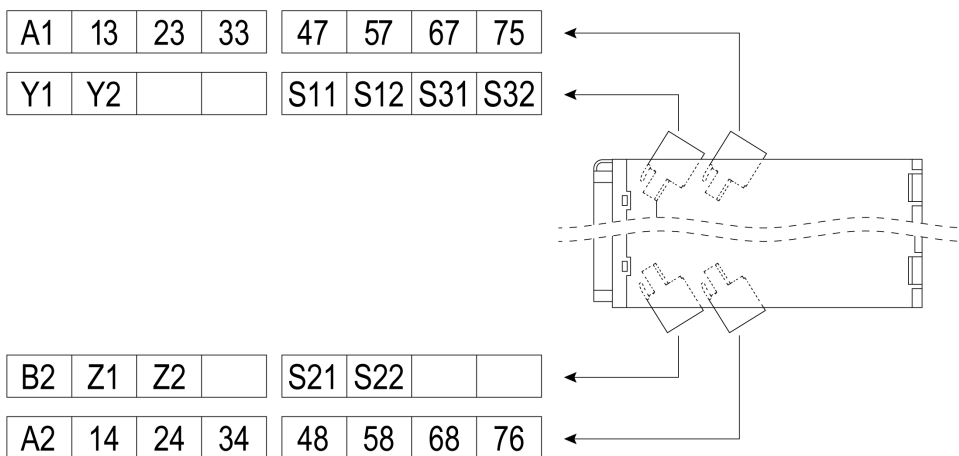 A1 13 23 33 47 57 67 75
Y1 Y2 S11 S12 S31 S32
B2 Z1 Z2 S21 S22
A2 14 24 34 48 58 68 76